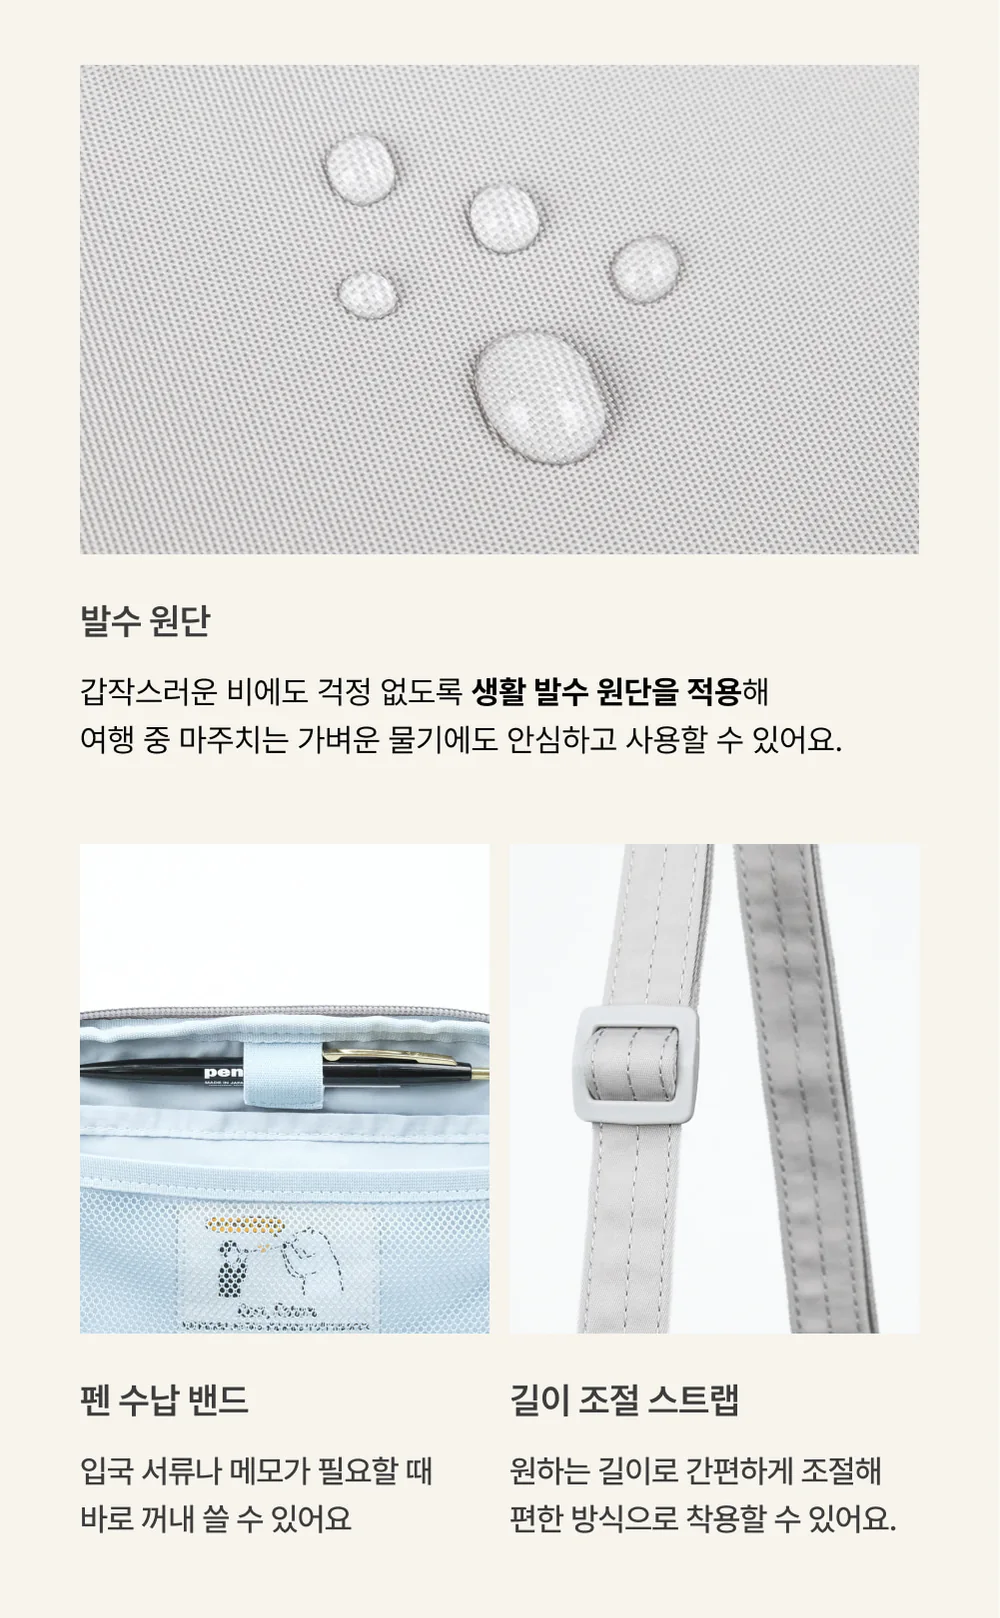 발수 원단
갑작스러운 비에도 걱정 없도록 생활 발수 원단을 적용해
여행 중 마주치는 가벼운 물기에도 안심하고 사용할 수 있어요.
pen
MADE IN JAPA
펜 수납 밴드
입국 서류나 메모가 필요할 때
바로 꺼내 쓸 수 있어요
길이 조절 스트랩
원하는 길이로 간편하게 조절해
편한 방식으로 착용할 수 있어요.